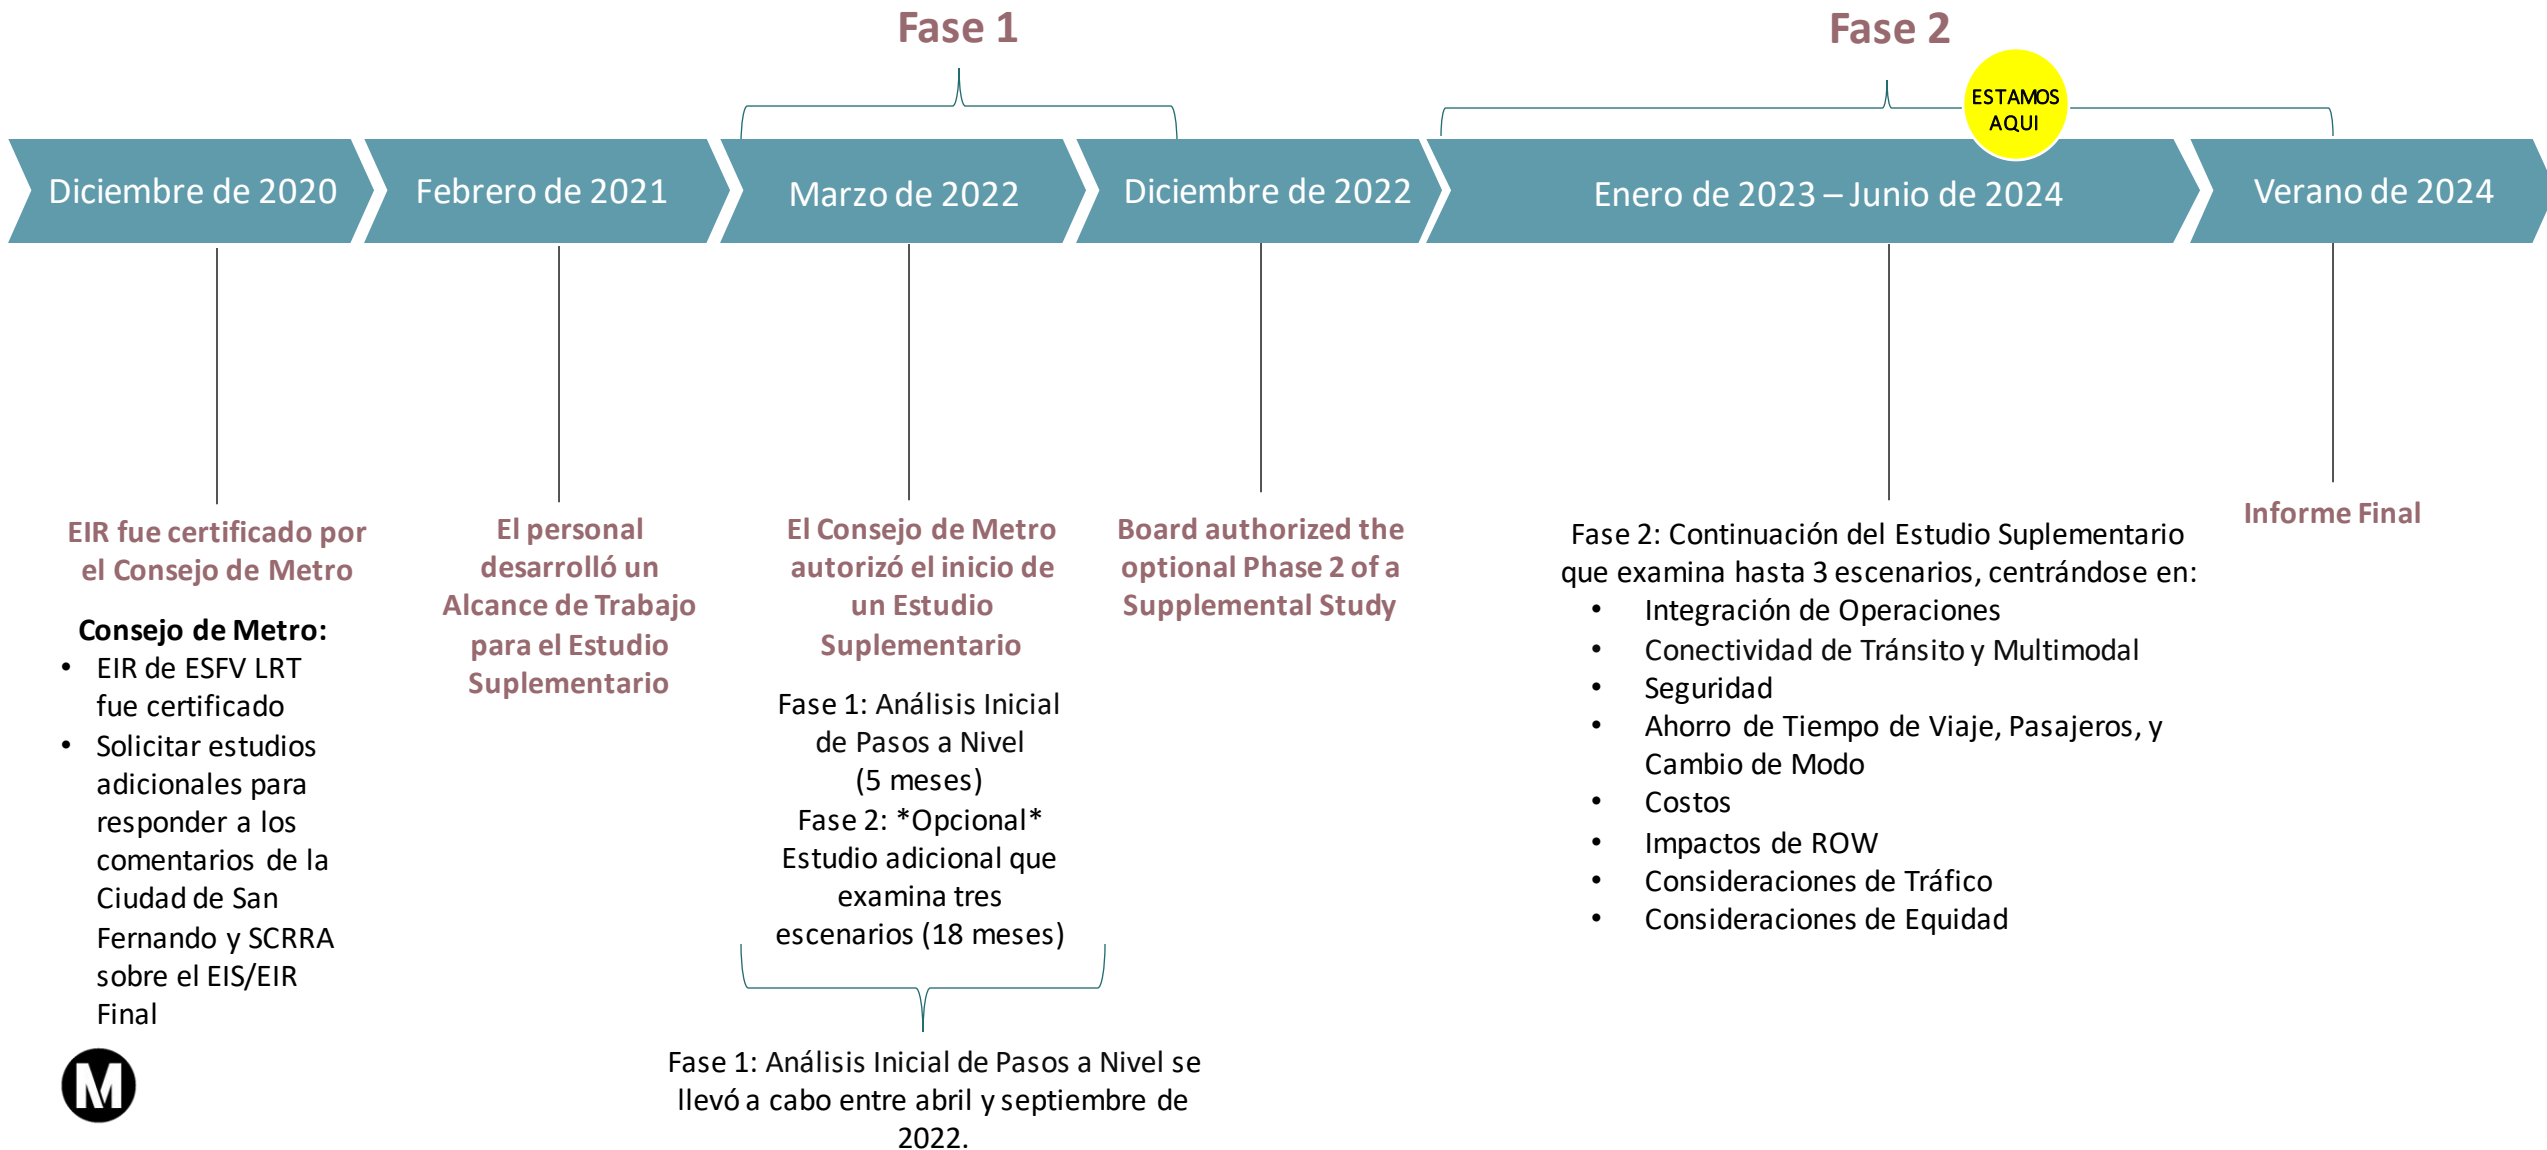 Fase 1
Fase 2
ESTAMOS
AQUI
Diciembre de 2020
Febrero de 2021
Marzo de 2022
Diciembre de 2022
Enero de 2023 – Junio de 2024
Verano de 2024
EIR fue certificado por
el Consejo de Metro
Consejo de Metro:
• EIR de ESFV LRT
fue certificado
• Solicitar estudios
adicionales para
responder a los
comentarios de la
Ciudad de San
Fernando y SCRRA
sobre el EIS/EIR
Final
El personal
desarrolló un
Alcance de Trabajo
para el Estudio
Suplementario
El Consejo de Metro
autorizó el inicio de
un Estudio
Suplementario
Fase 1: Análisis Inicial
de Pasos a Nivel
(5 meses)
Fase 2: *Opcional*
Estudio adicional que
examina tres
escenarios (18 meses)
Fase 1: Análisis Inicial de Pasos a Nivel se
llevó a cabo entre abril y septiembre de
2022.
Board authorized the
optional Phase 2 of a
Supplemental Study
Fase 2: Continuación del Estudio Suplementario
que examina hasta 3 escenarios, centrándose en:
• Integración de Operaciones
• Conectividad de Tránsito y Multimodal
• Seguridad
• Ahorro de Tiempo de Viaje, Pasajeros, y
Cambio de Modo
• Costos
• Impactos de ROW
• Consideraciones de Tráfico
• Consideraciones de Equidad
Informe Final
M